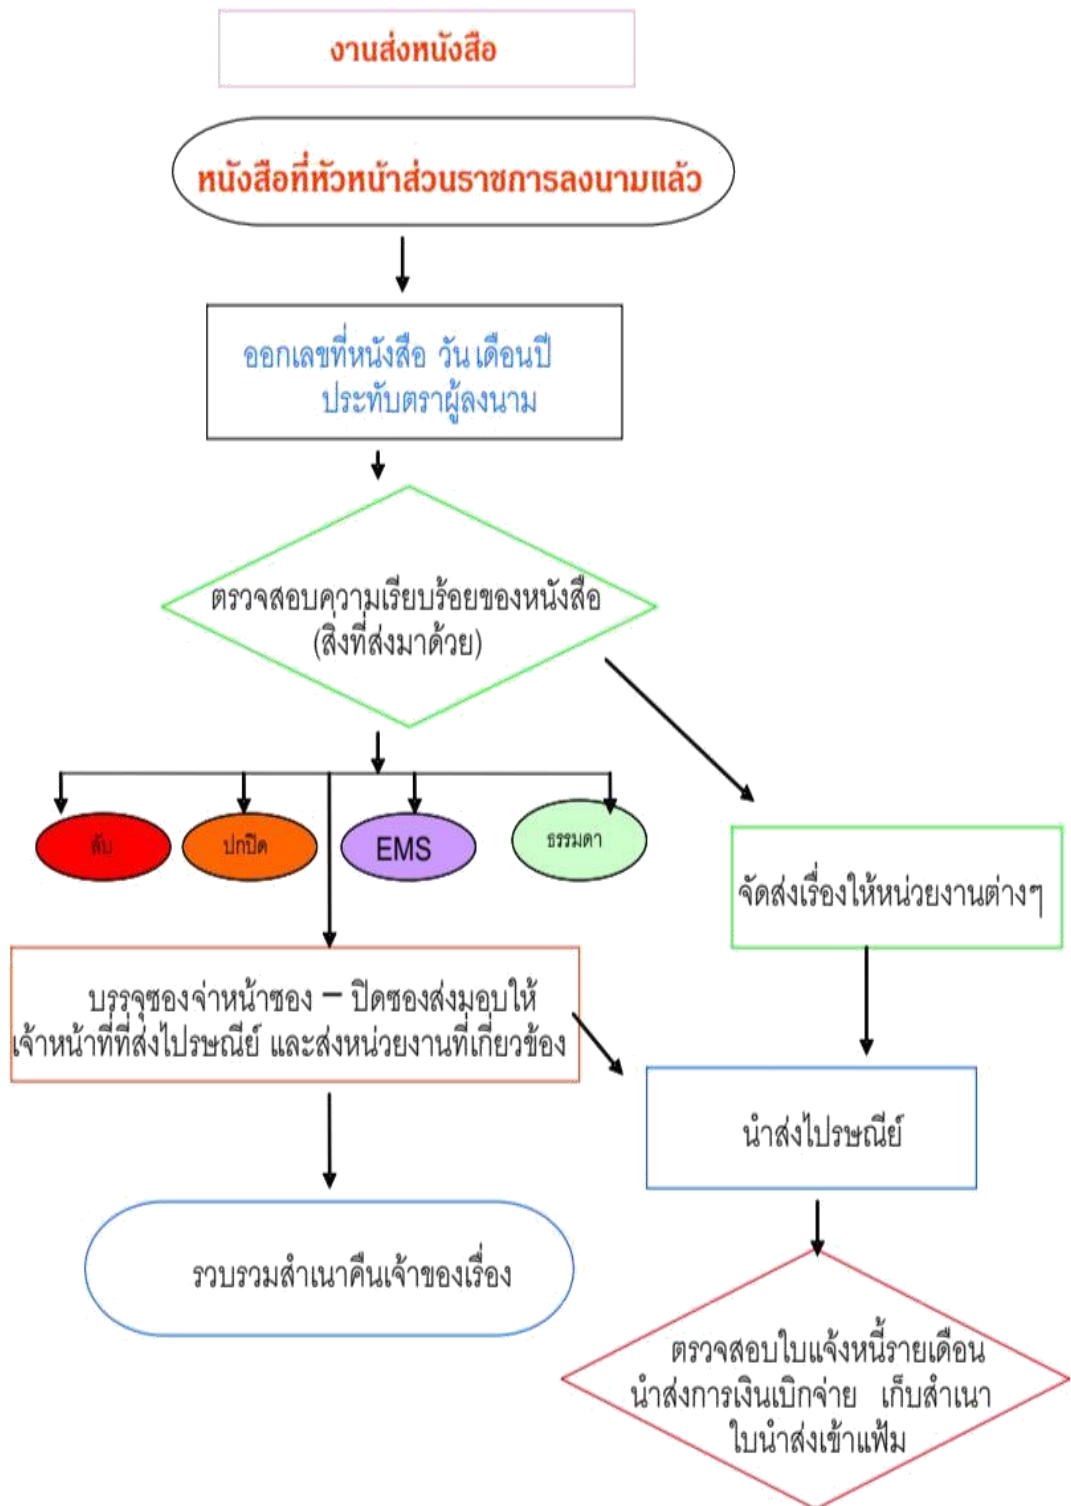 งานส่งหนังสือ
หนังสือที่หัวหน้าส่วนราชการลงนามแล้ว
ออกเลขที่หนังสือ วัน เดือนปี
ประทับตราผู้ลงนาม
ตรวจสอบความเรียบร้อยของหนังสือ
(สิ่งที่ส่งมาด้วย)
ลับ
ปกปิด
EMS
ธรรมดา
จัดส่งเรื่องให้หน่วยงานต่างๆ
บรรจุซองจ่าหน้าซอง – ปิดซองส่งมอบให้
เจ้าหน้าที่ที่ส่งไปรษณีย์ และส่งหน่วยงานที่เกี่ยวข้อง
นำส่งไปรษณีย์
รวบรวมสำเนาคืนเจ้าของเรื่อง
ตรวจสอบใบแจ้งหนี้รายเดือน
นำส่งการเงินเบิกจ่าย เก็บสำเนา
ใบนำส่งเข้าแฟ้ม